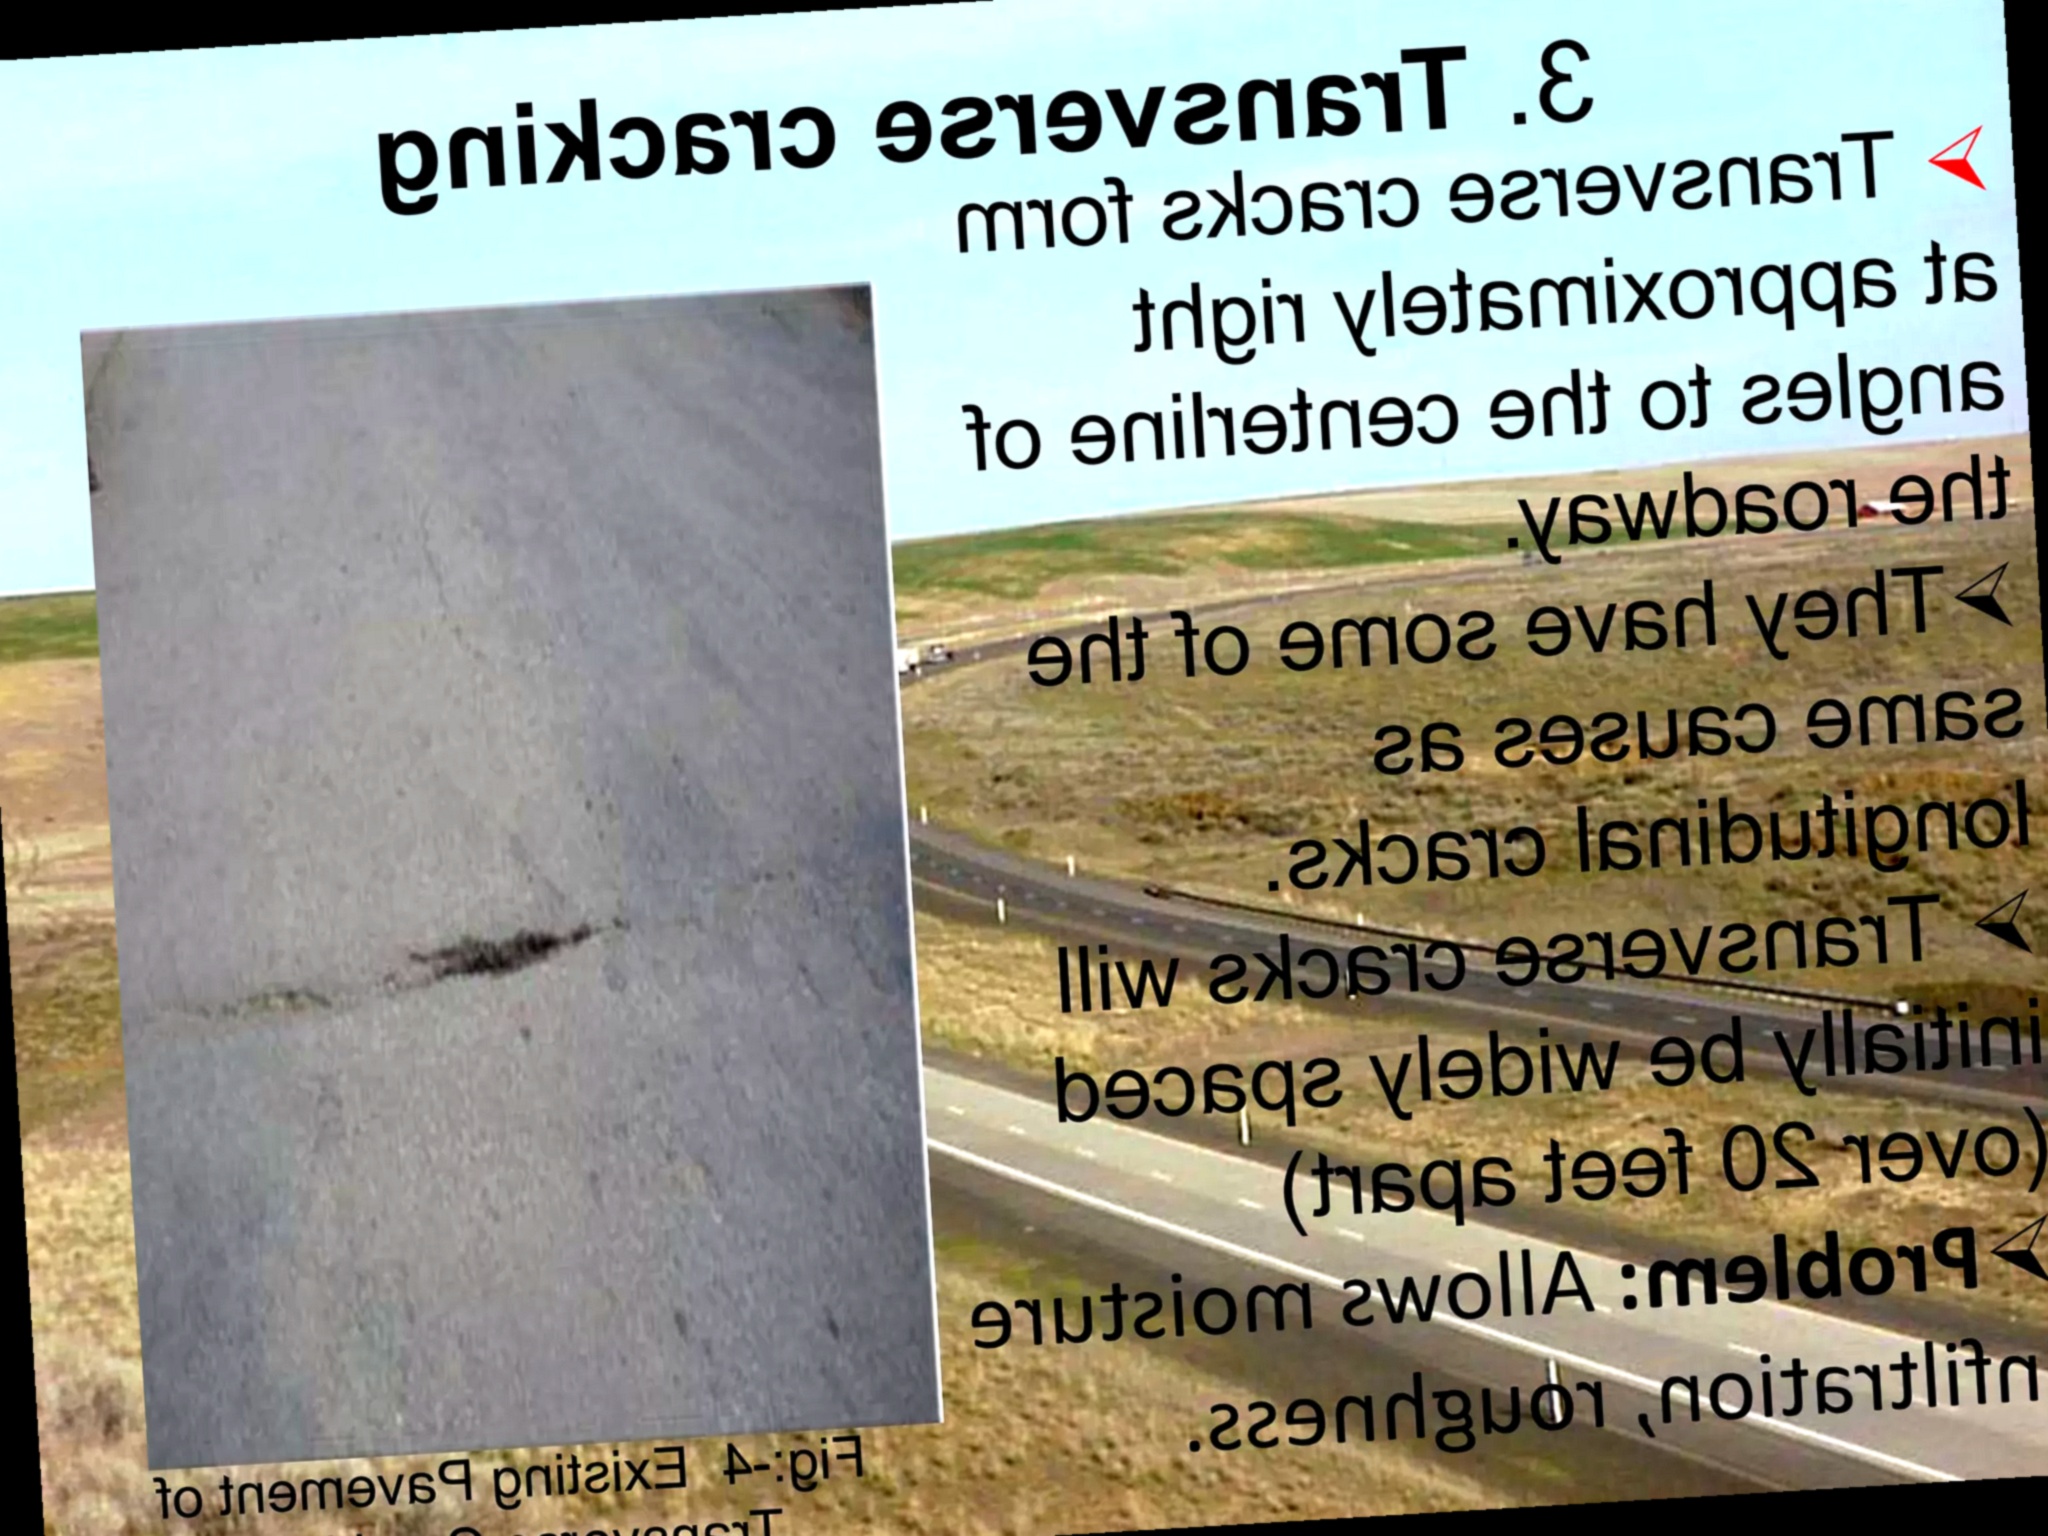 3. Transverse cracking
➢ Transverse cracks form
at approximately right
angles to the centerline of
the roadway.
➢They have some of the
same causes as
longitudinal cracks.
➢ Transverse cracks will
initially be widely spaced
(over 20 feet apart)
➢Problem: Allows moisture
nfiltration, roughness.
Fig:-4 Existing Pavement of